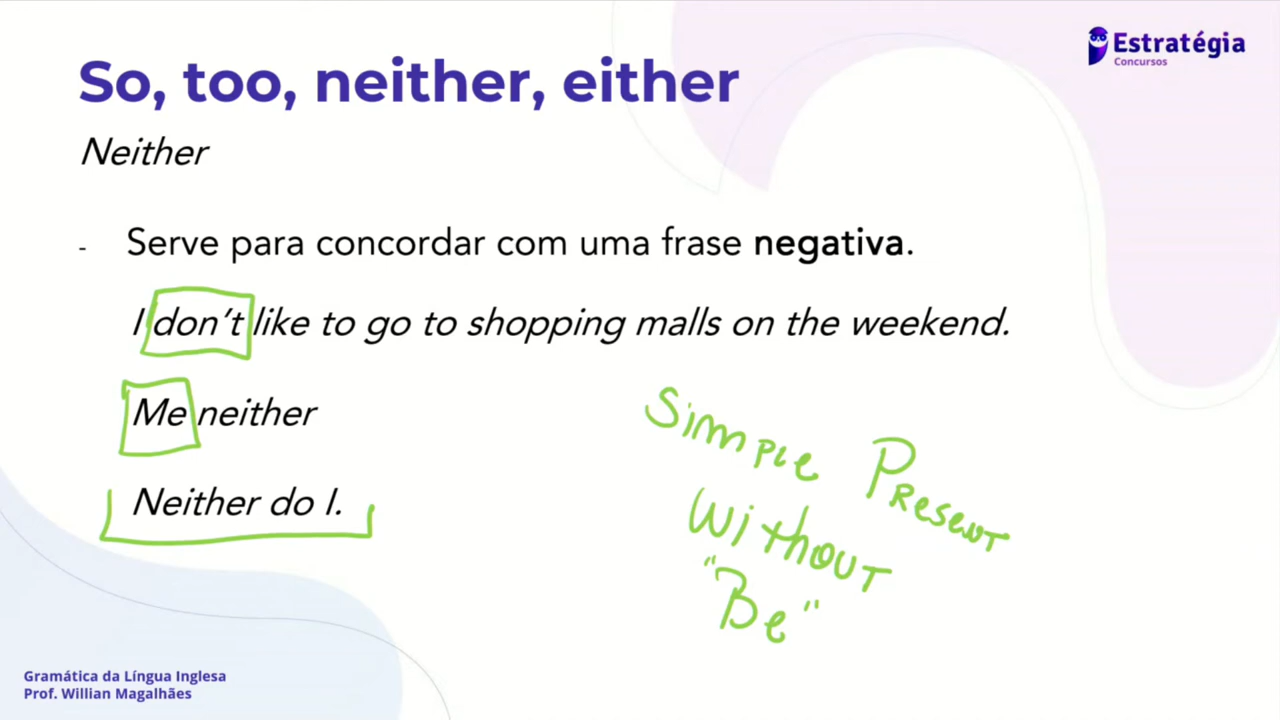 Estratégia
Concursos
So, too, neither, either
Neither
- Serve para concordar com uma frase negativa.
I don't like to go to shopping malls on the weekend.
Me neither
Neither do I.
Simple Present
Without
"Be"
Gramática da Língua Inglesa
Prof. Willian Magalhães